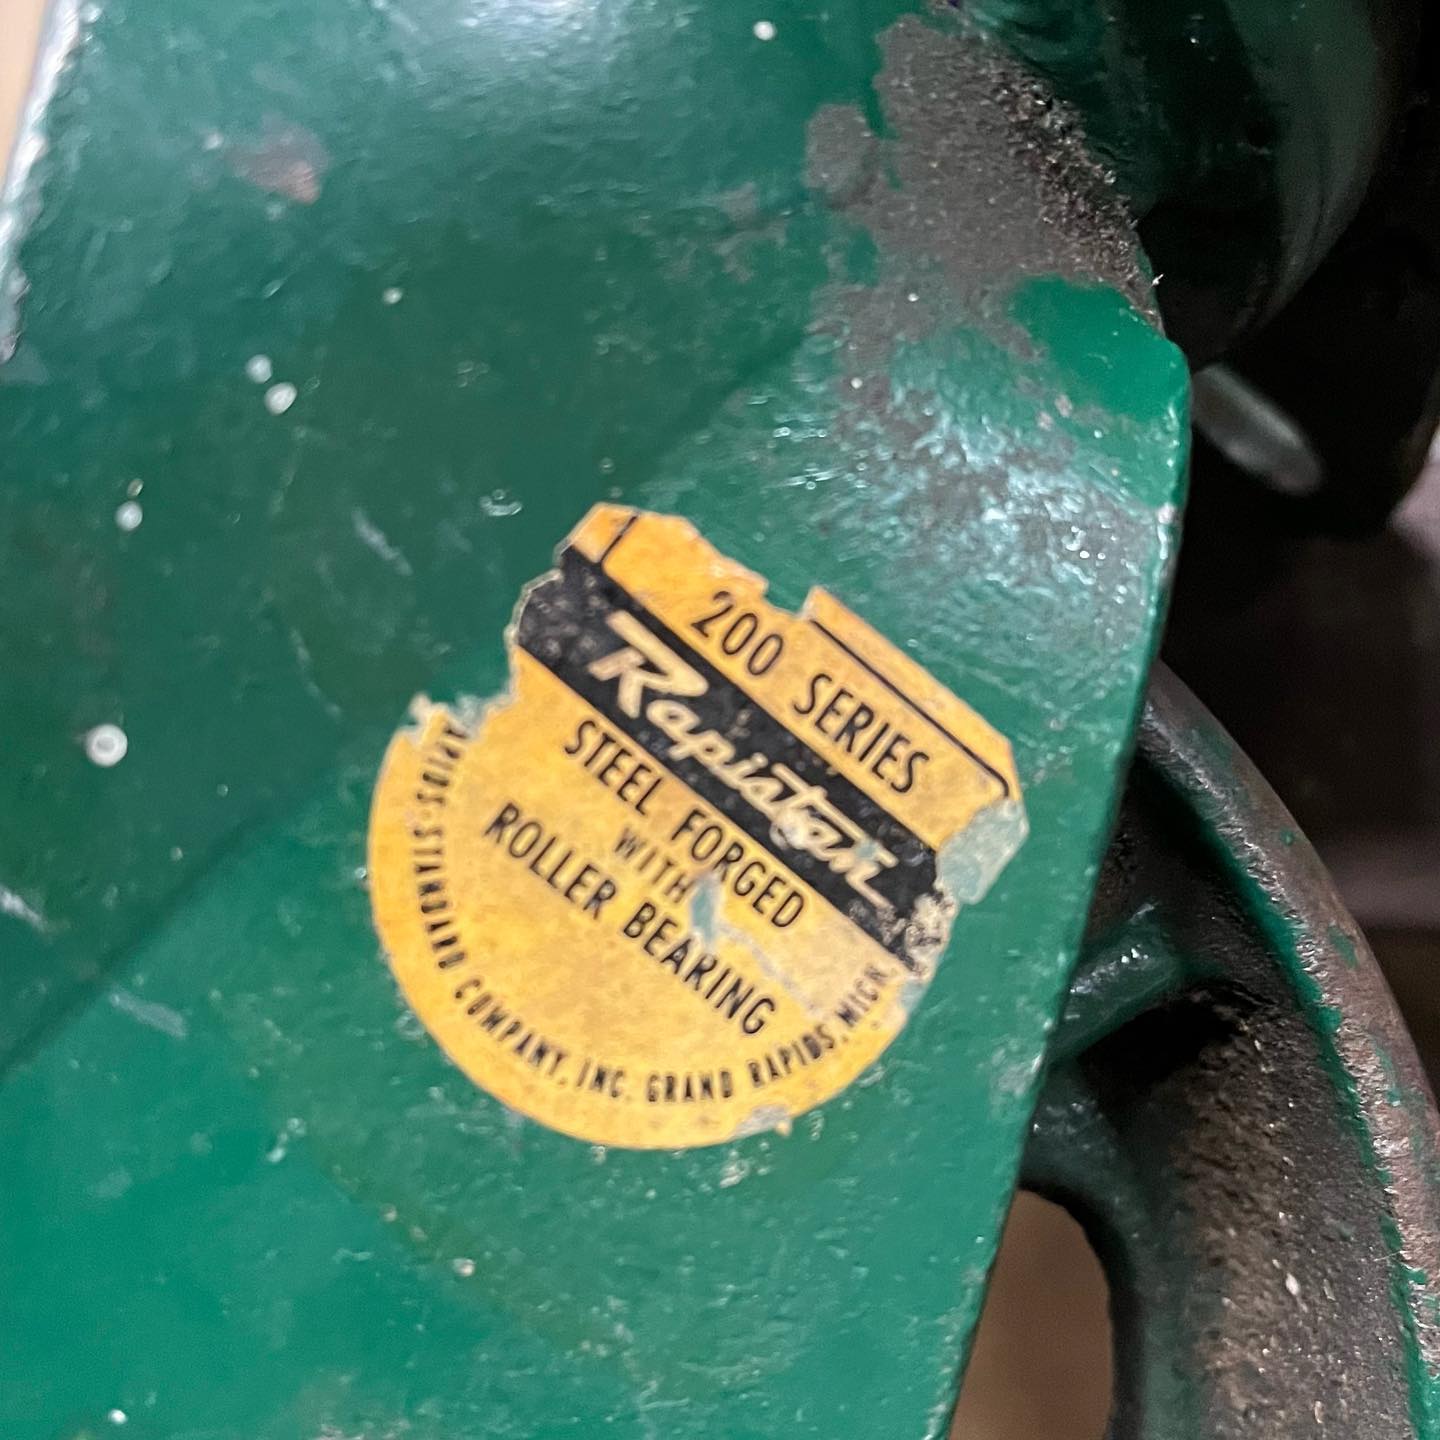 200 SERIES
Rapistan
STEEL FORGED
WITH
ROLLER BEARING
RAPIDS-STANDARD COMPANY, INC. GRAND RAPIDS, MICH.